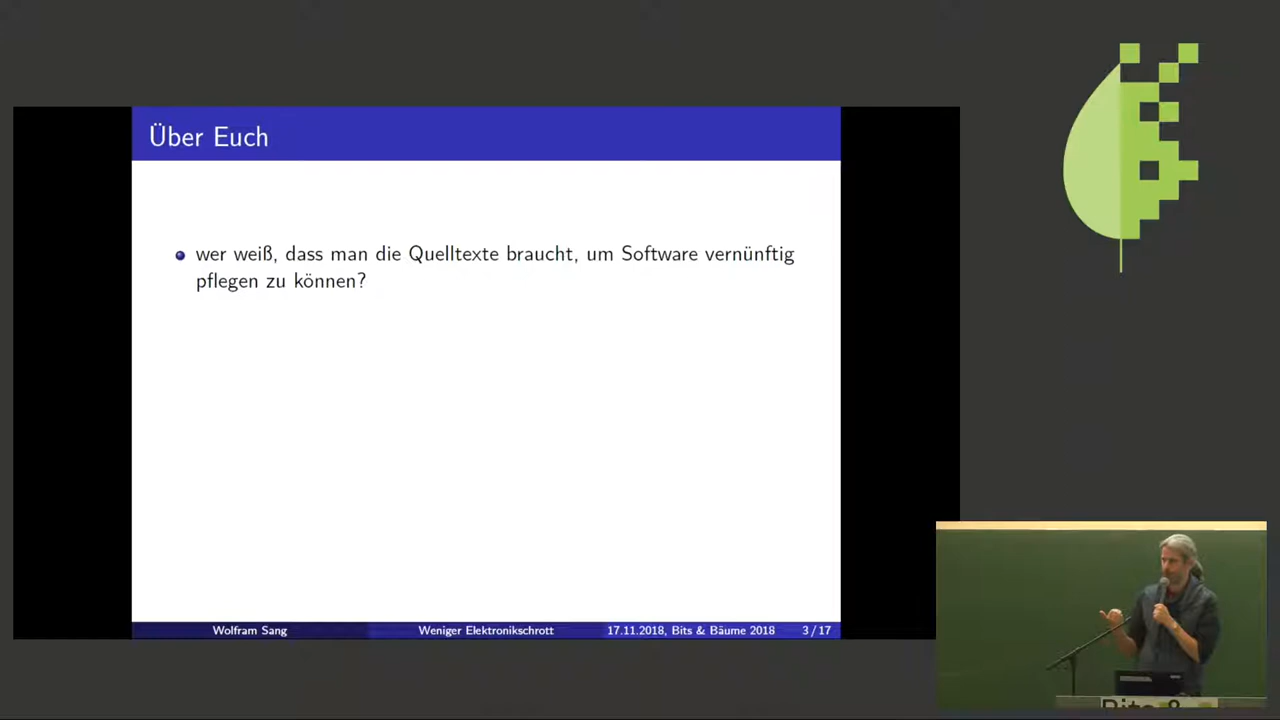 Über Euch
wer weiß, dass man die Quelltexte braucht, um Software vernünftig
pflegen zu können?
Wolfram Sang Weniger Elektronikschrott 17.11.2018, Bits & Bäume 2018 3 / 17
Bits &